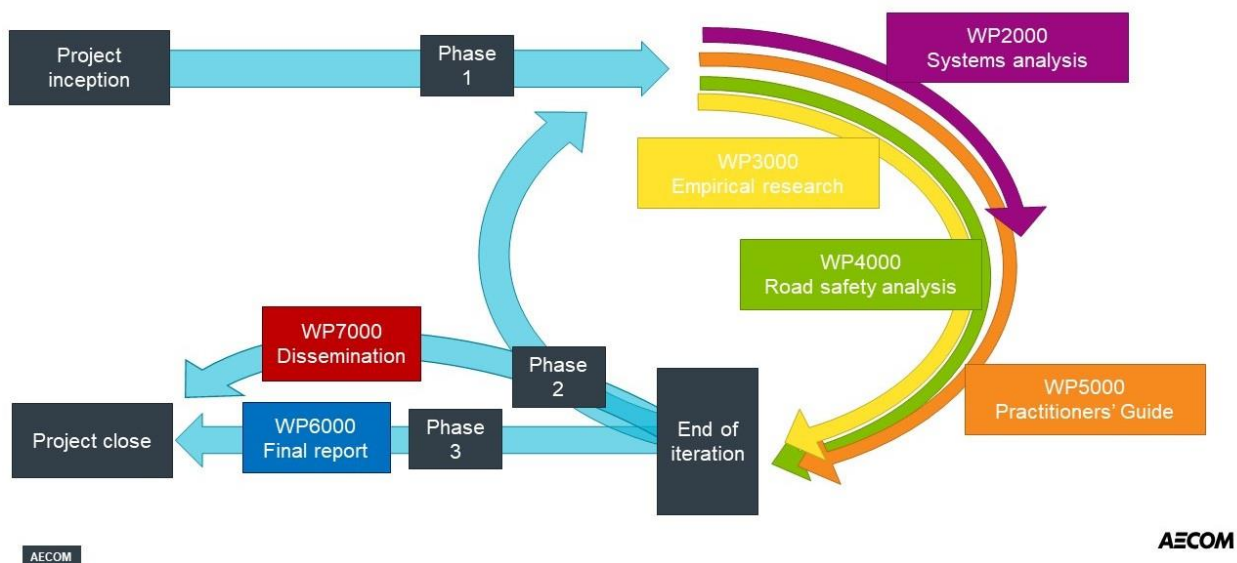 Project
inception
Phase
1
WP2000
Systems analysis
WP3000
Empirical research
WP4000
Road safety analysis
WP7000
Dissemination
Phase
2
WP5000
Practitioners’ Guide
Project close
WP6000
Final report
Phase
3
End of
iteration
AECOM
AECOM